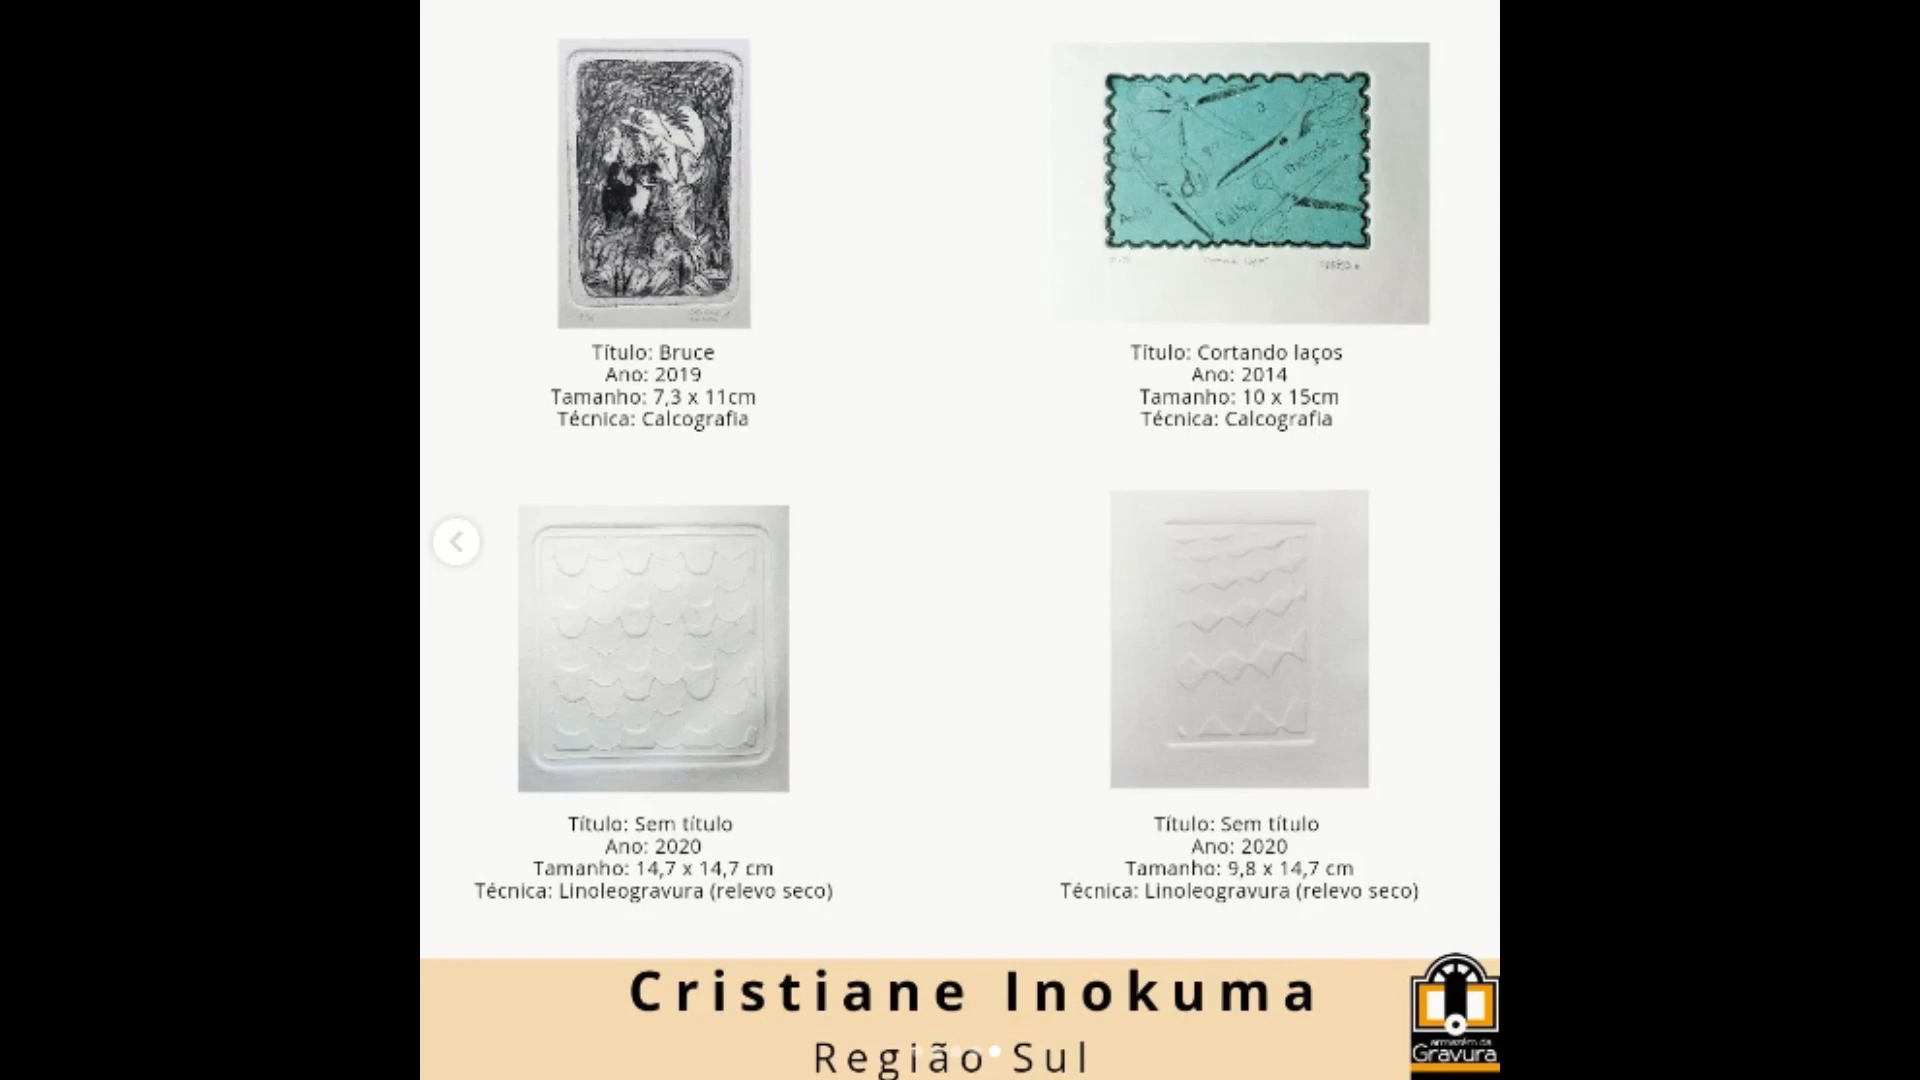 Título: Bruce
Ano: 2019
Tamanho: 7,3 x 11cm
Técnica: Calcografia
Título: Cortando laços
Ano: 2014
Tamanho: 10 x 15cm
Técnica: Calcografia
Título: Sem título
Ano: 2020
Tamanho: 14,7 x 14,7 cm
Técnica: Linoleogravura (relevo seco)
Título: Sem título
Ano: 2020
Tamanho: 9,8 x 14,7 cm
Técnica: Linoleogravura (relevo seco)
Cristiane Inokuma
Região Sul
armazém da
Gravura